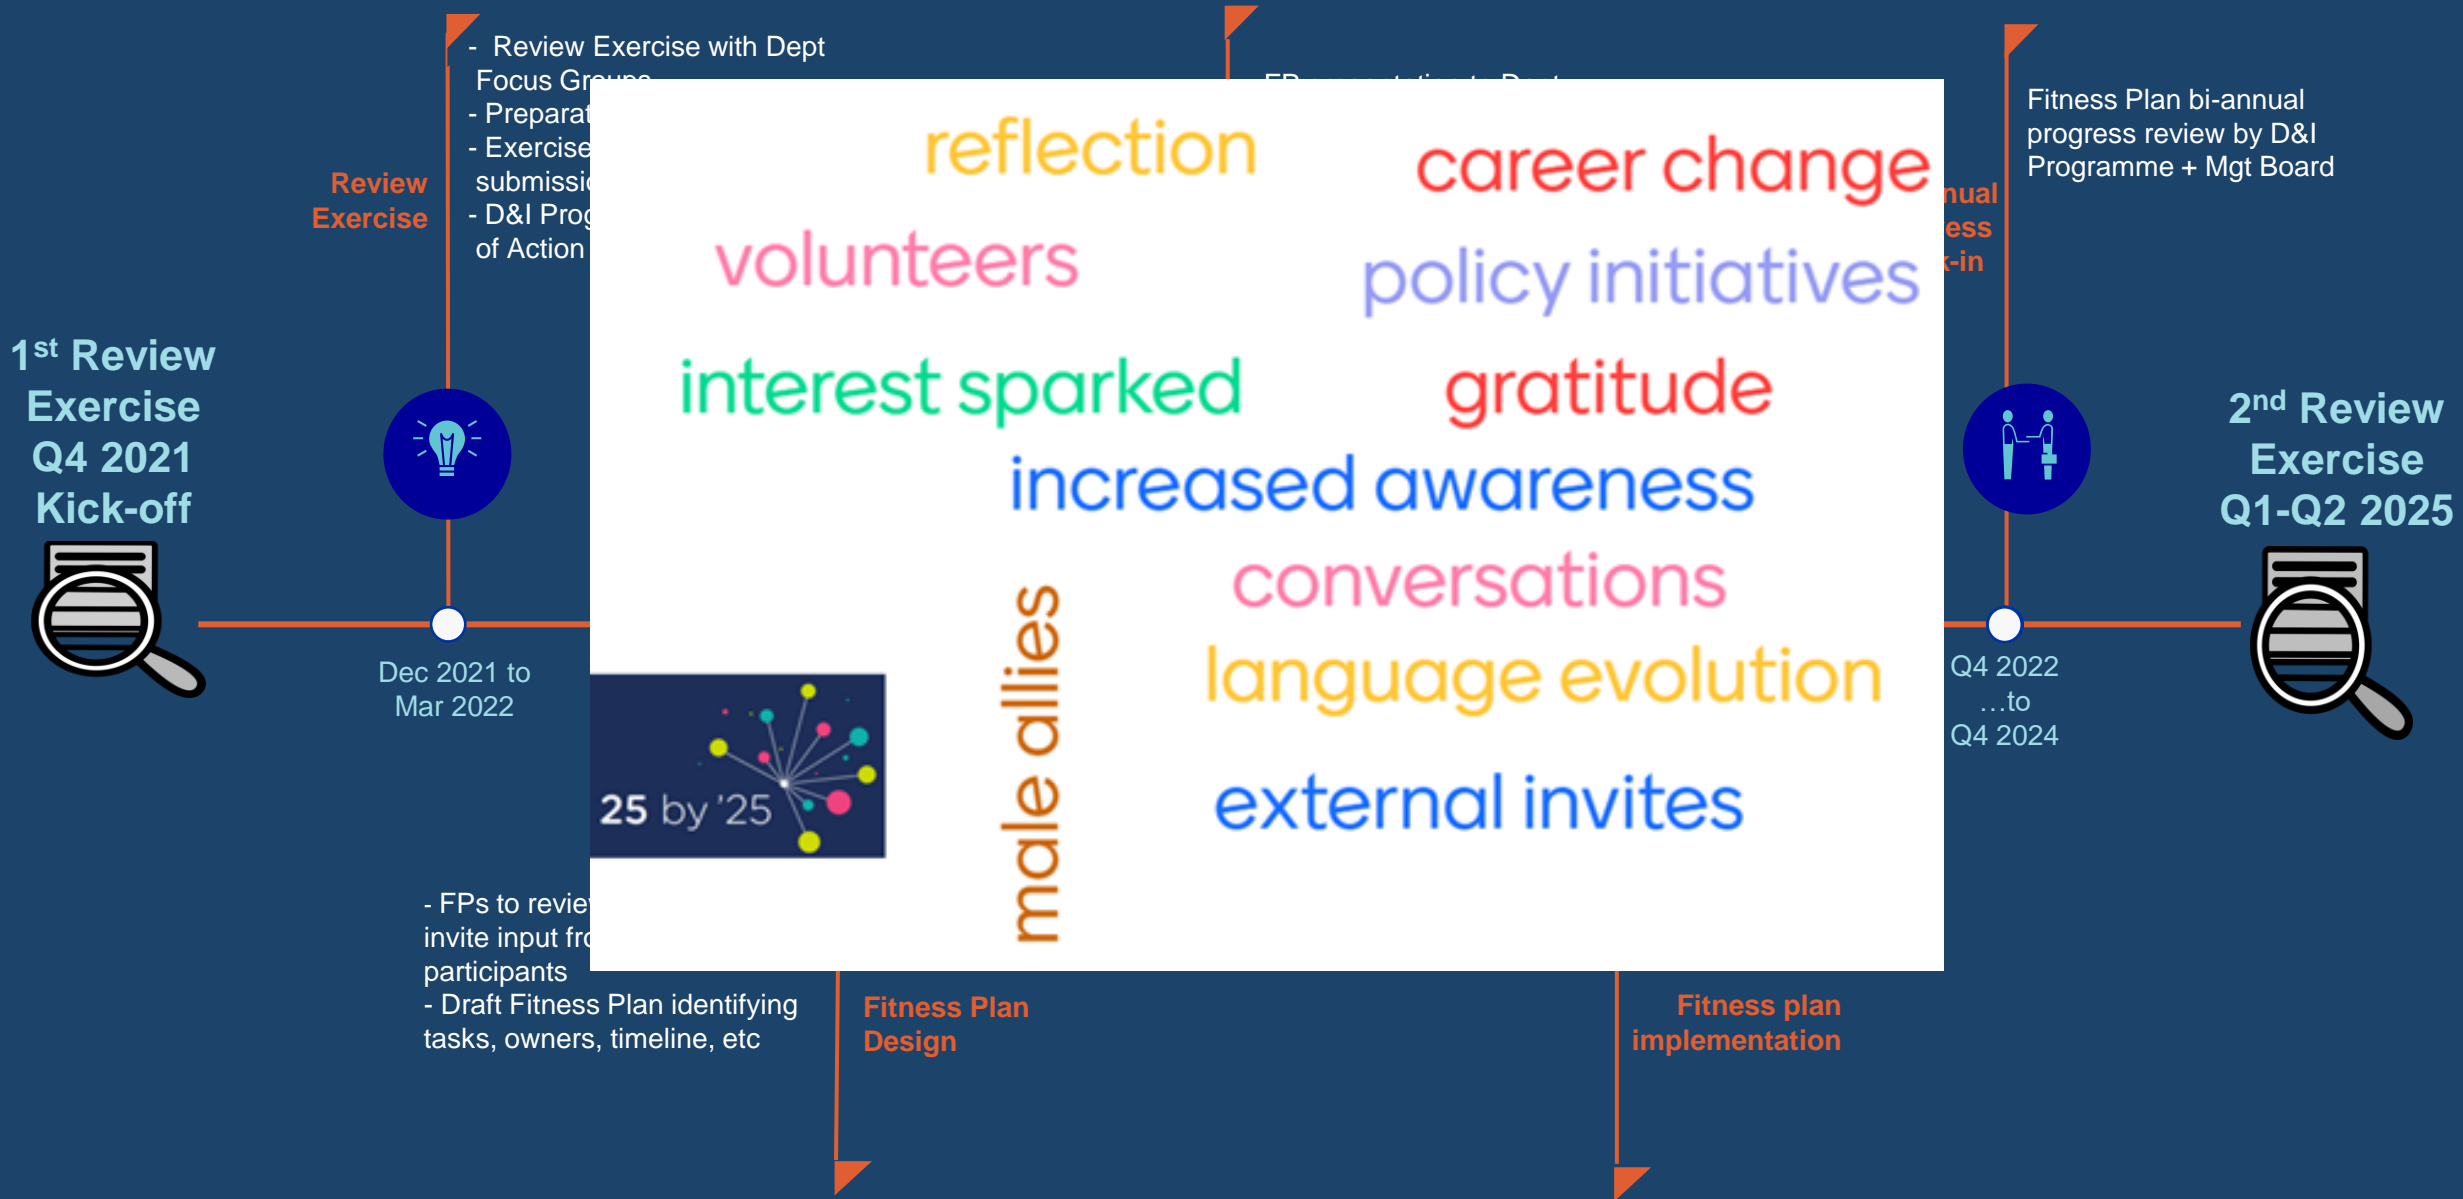 1st Review
Exercise
Q4 2021
Kick-off
Review
Exercise
- Review Exercise with Dept
Focus Groups
- Preparat
- Exercise
submissi
- D&I Prog
of Action
Dec 2021 to
Mar 2022
- FPs to revie
invite input fro
participants
- Draft Fitness Plan identifying
tasks, owners, timeline, etc
Fitness Plan
Design
reflection
career change
volunteers
policy initiatives
interest sparked
gratitude
increased awareness
conversations
male allies
language evolution
external invites
25 by '25
Fitness plan
implementation
nual
ess
k-in
Fitness Plan bi-annual
progress review by D&I
Programme + Mgt Board
Q4 2022
…to
Q4 2024
2nd Review
Exercise
Q1-Q2 2025